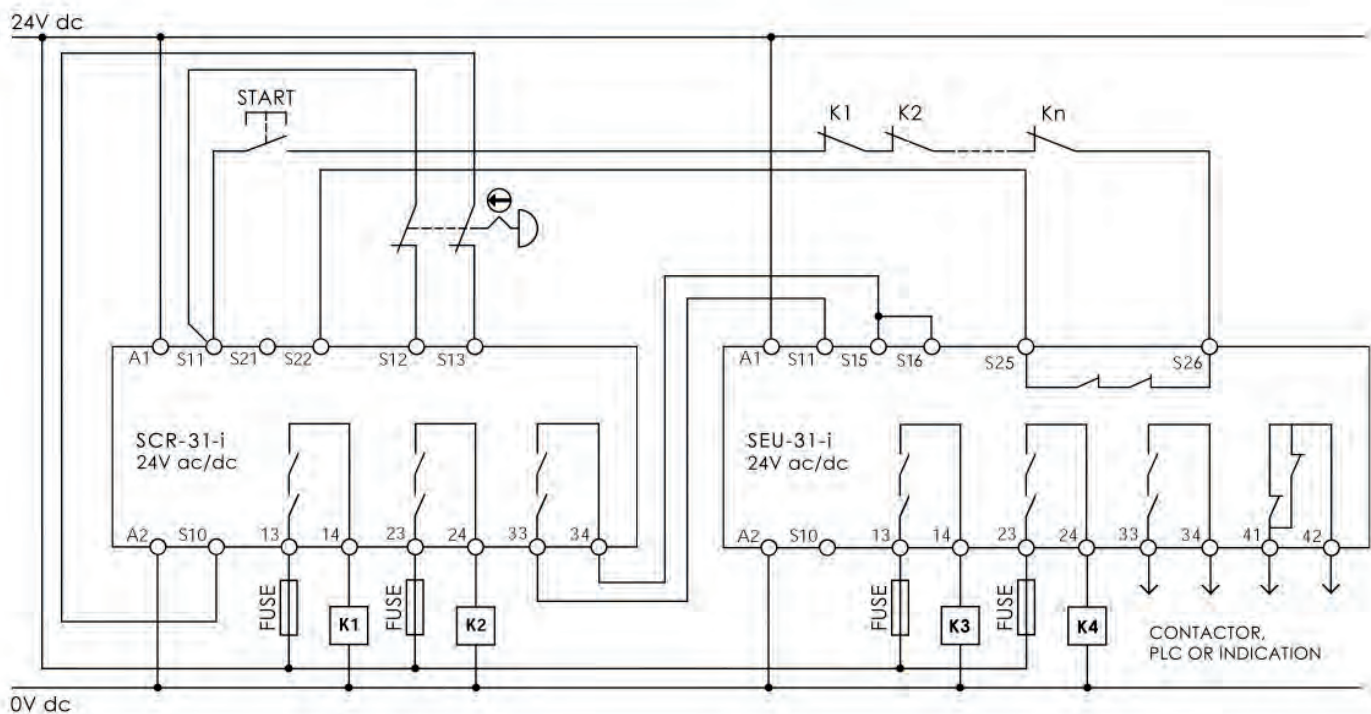 24V dc
START
K1
K2
Kn
A1
S11
S21
S22
S12
S13
A1
S11
S15
S16
S25
S26
SCR-31-i
24V ac/dc
SEU-31-i
24V ac/dc
A2
S10
13
14
23
24
33
34
A2
S10
13
14
23
24
33
34
41
42
FUSE
K1
FUSE
K2
FUSE
K3
FUSE
K4
CONTACTOR,
PLC OR INDICATION
0V dc